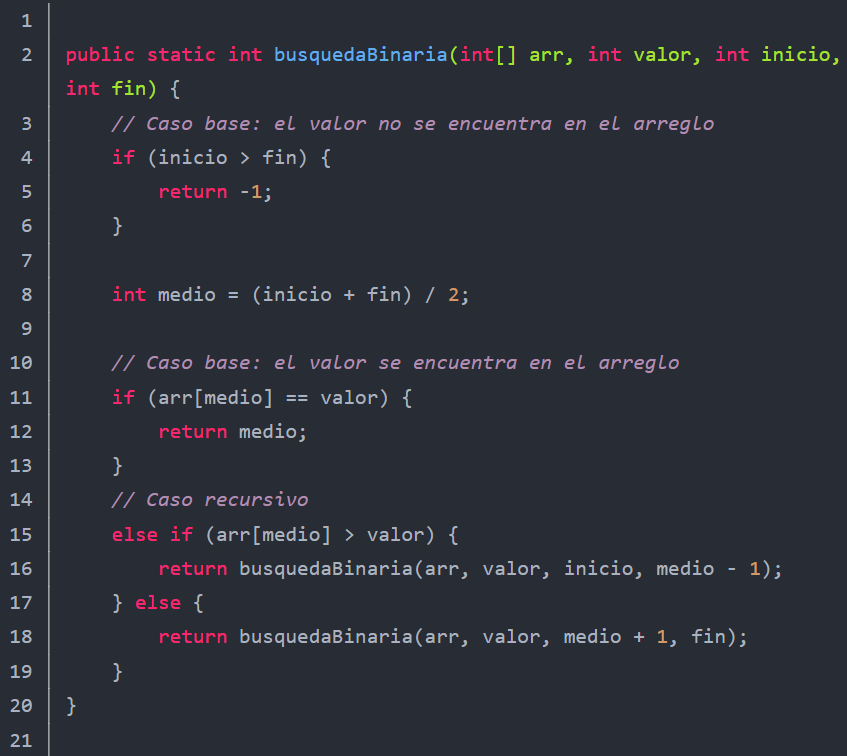 1
2 public static int busquedaBinaria(int[] arr, int valor, int inicio,
int fin) {
3 // Caso base: el valor no se encuentra en el arreglo
4 if (inicio > fin) {
5 return -1;
6 }
7
8 int medio = (inicio + fin) / 2;
9
10 // Caso base: el valor se encuentra en el arreglo
11 if (arr[medio] == valor) {
12 return medio;
13 }
14 // Caso recursivo
15 else if (arr[medio] > valor) {
16 return busquedaBinaria(arr, valor, inicio, medio - 1);
17 } else {
18 return busquedaBinaria(arr, valor, medio + 1, fin);
19 }
20 }
21